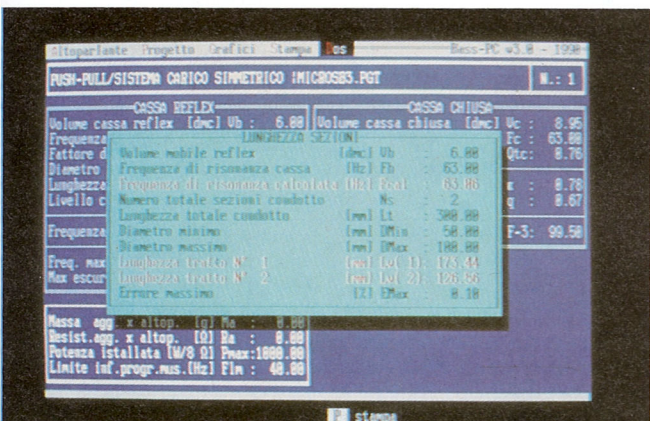 Altoparlante Progetto Grafici Stampa Dos Bass-PC v3.0 - 1990
PUSH-PULL/SISTEMA CARICO SIMMETRICO :MICROSB3.PGT N.: 1
CASSA REFLEX CASSA CHIUSA
Volume cassa reflex [dmc] Vb : 6.00 Volume cassa chiusa [dmc] Vc : 8.95
Frequenza Fc : 63.00
Fattore d Qtc: 0.76
Diametro
Lunghezza : 0.78
Livello c : 0.67
Frequenza F-3: 99.50
Freq. max
Max escur
LUNGHEZZA SEZIONI
Volume mobile reflex [dmc] Vb 6.00
Frequenza di risonanza cassa [Hz] Fb : 63.00
Frequenza di risonanza calcolata [Hz] Fcal : 63.06
Numero totale sezioni condotto Ns : 2
Lunghezza totale condotto [mm] Lt : 300.00
Diametro minimo [mm] DMin : 50.00
Diametro massimo [mm] DMax : 100.00
Lunghezza tratto N° 1 [mm] Lv( 1): 173.44
Lunghezza tratto N° 2 [mm] Lv( 2): 126.56
Errore massimo [%] EMax : 0.10
Massa agg. x altop. [g] Ma : 0.00
Resist.agg. x altop. [Ω] Ra : 0.00
Potenza istallata [W/8 Ω] Pmax:1000.00
Limite inf.progr.mus.[Hz] Flm : 40.00
stampa